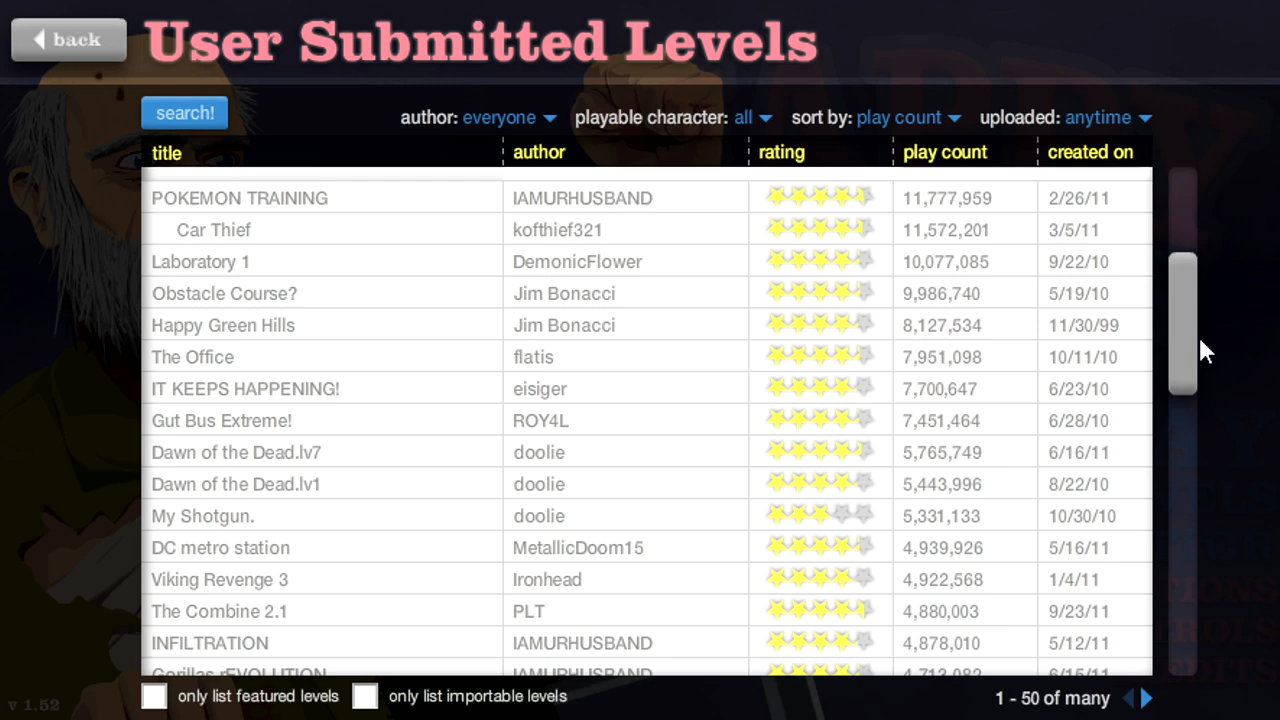 back
User Submitted Levels
search!
author: everyone playable character: all sort by: play count uploaded: anytime
title author rating play count created on
POKEMON TRAINING IAMURHUSBAND 11,777,959 2/26/11
Car Thief kofthief321 11,572,201 3/5/11
Laboratory 1 DemonicFlower 10,077,085 9/22/10
Obstacle Course? Jim Bonacci 9,986,740 5/19/10
Happy Green Hills Jim Bonacci 8,127,534 11/30/99
The Office flatis 7,951,098 10/11/10
IT KEEPS HAPPENING! eisiger 7,700,647 6/23/10
Gut Bus Extreme! ROY4L 7,451,464 6/28/10
Dawn of the Dead.lv7 doolie 5,765,749 6/16/11
Dawn of the Dead.lv1 doolie 5,443,996 8/22/10
My Shotgun. doolie 5,331,133 10/30/10
DC metro station MetallicDoom15 4,939,926 5/16/11
Viking Revenge 3 Ironhead 4,922,568 1/4/11
The Combine 2.1 PLT 4,880,003 9/23/11
INFILTRATION IAMURHUSBAND 4,878,010 5/12/11
Gorillas rEVOLUTION IAMURHUSBAND 4,713,082 6/15/11
only list featured levels only list importable levels 1 - 50 of many
v 1.52